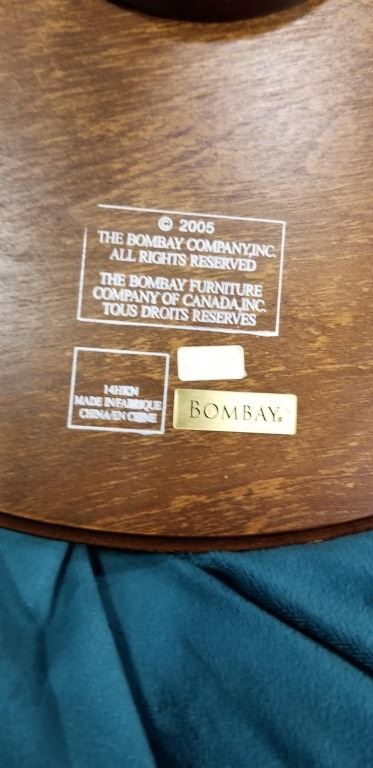 © 2005
THE BOMBAY COMPANY,INC.
ALL RIGHTS RESERVED
THE BOMBAY FURNITURE
COMPANY OF CANADA,INC.
TOUS DROITS RESERVES
MADE IN/FABRIQUE
CHINA/EN CHINE
BOMBAY®